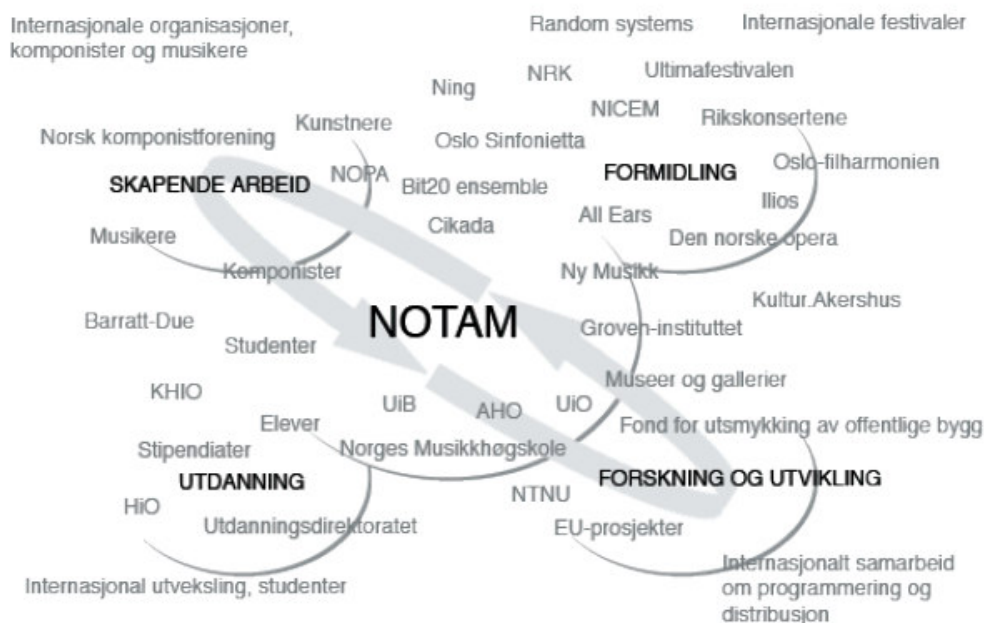 Internasjonale organisasjoner,
komponister og musikere
Random systems
Internasjonale festivaler
NRK
Ultimafestivalen
Ning
NICEM
Rikskonsertene
Kunstnere
Norsk komponistforening
Oslo Sinfonietta
Oslo-filharmonien
SKAPENDE ARBEID
NOPA
Bit20 ensemble
FORMIDLING
Ilios
All Ears
Cikada
Musikere
Den norske opera
Komponister
Ny Musikk
Kultur.Akershus
Barratt-Due
NOTAM
Groven-instituttet
Studenter
Museer og gallerier
KHIO
UiB
AHO
UiO
Elever
Fond for utsmykking av offentlige bygg
Stipendiater
Norges Musikkhøgskole
UTDANNING
FORSKNING OG UTVIKLING
NTNU
HiO
Utdanningsdirektoratet
EU-prosjekter
Internasjonal utveksling, studenter
Internasjonalt samarbeid
om programmering og
distribusjon